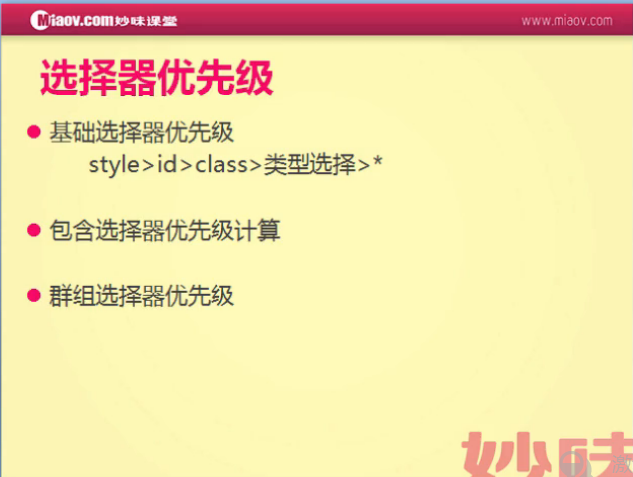 Miaov.com妙味课堂
www.miaov.com
选择器优先级
基础选择器优先级
style>id>class>类型选择>*
包含选择器优先级计算
群组选择器优先级
妙味